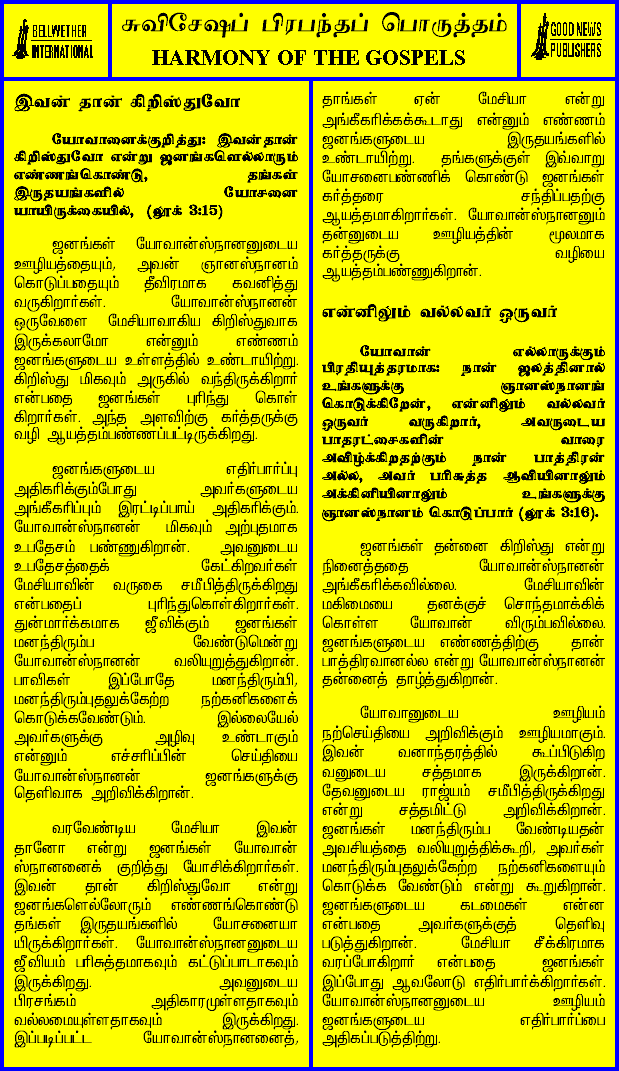 BELLWETHER
INTERNATIONAL
சுவிசேஷப் பிரபந்தப் பொருத்தம்
HARMONY OF THE GOSPELS
GOOD NEWS
PUBLISHERS
இவன் தான் கிறிஸ்துவோ
யோவானைக்குறித்து: இவன்தான்
கிறிஸ்துவோ என்று ஜனங்களெல்லாரும்
எண்ணங்கொண்டு, தங்கள்
இருதயங்களில் யோசனை
யாயிருக்கையில், (லூக் 3:15)
ஜனங்கள் யோவான்ஸ்நானனுடைய
ஊழியத்தையும், அவன் ஞானஸ்நானம்
கொடுப்பதையும் தீவிரமாக கவனித்து
வருகிறார்கள். யோவான்ஸ்நானன்
ஒருவேளை மேசியாவாகிய கிறிஸ்துவாக
இருக்கலாமோ என்னும் எண்ணம்
ஜனங்களுடைய உள்ளத்தில் உண்டாயிற்று.
கிறிஸ்து மிகவும் அருகில் வந்திருக்கிறார்
என்பதை ஜனங்கள் புரிந்து கொள்
கிறார்கள். அந்த அளவிற்கு கர்த்தருக்கு
வழி ஆயத்தம்பண்ணப்பட்டிருக்கிறது.
ஜனங்களுடைய எதிர்பார்ப்பு
அதிகரிக்கும்போது அவர்களுடைய
அங்கீகரிப்பும் இரட்டிப்பாய் அதிகரிக்கும்.
யோவான்ஸ்நானன் மிகவும் அற்புதமாக
உபதேசம் பண்ணுகிறான். அவனுடைய
உபதேசத்தைக் கேட்கிறவர்கள்
மேசியாவின் வருகை சமீபித்திருக்கிறது
என்பதைப் புரிந்துகொள்கிறார்கள்.
துன்மார்க்கமாக ஜீவிக்கும் ஜனங்கள்
மனந்திரும்ப வேண்டுமென்று
யோவான்ஸ்நானன் வலியுறுத்துகிறான்.
பாவிகள் இப்போதே மனந்திரும்பி,
மனந்திரும்புதலுக்கேற்ற நற்கனிகளைக்
கொடுக்கவேண்டும். இல்லையேல்
அவர்களுக்கு அழிவு உண்டாகும்
என்னும் எச்சரிப்பின் செய்தியை
யோவான்ஸ்நானன் ஜனங்களுக்கு
தெளிவாக அறிவிக்கிறான்.
வரவேண்டிய மேசியா இவன்
தானோ என்று ஜனங்கள் யோவான்
ஸ்நானனைக் குறித்து யோசிக்கிறார்கள்.
இவன் தான் கிறிஸ்துவோ என்று
ஜனங்களெல்லோரும் எண்ணங்கொண்டு
தங்கள் இருதயங்களில் யோசனையா
யிருக்கிறார்கள். யோவான்ஸ்நானனுடைய
ஜீவியம் பரிசுத்தமாகவும் கட்டுப்பாடாகவும்
இருக்கிறது. அவனுடைய
பிரசங்கம் அதிகாரமுள்ளதாகவும்
வல்லமையுள்ளதாகவும் இருக்கிறது.
இப்படிப்பட்ட யோவான்ஸ்நானனைத்,
தாங்கள் ஏன் மேசியா என்று
அங்கீகரிக்கக்கூடாது என்னும் எண்ணம்
ஜனங்களுடைய இருதயங்களில்
உண்டாயிற்று. தங்களுக்குள் இவ்வாறு
யோசனைபண்ணிக் கொண்டு ஜனங்கள்
கர்த்தரை சந்திப்பதற்கு
ஆயத்தமாகிறார்கள். யோவான்ஸ்நானனும்
தன்னுடைய ஊழியத்தின் மூலமாக
கர்த்தருக்கு வழியை
ஆயத்தம்பண்ணுகிறான்.
என்னிலும் வல்லவர் ஒருவர்
யோவான் எல்லாருக்கும்
பிரதியுத்தரமாக: நான் ஜலத்தினால்
உங்களுக்கு ஞானஸ்நானங்
கொடுக்கிறேன், என்னிலும் வல்லவர்
ஒருவர் வருகிறார், அவருடைய
பாதரட்சைகளின் வாரை
அவிழ்க்கிறதற்கும் நான் பாத்திரன்
அல்ல, அவர் பரிசுத்த ஆவியினாலும்
அக்கினியினாலும் உங்களுக்கு
ஞானஸ்நானம் கொடுப்பார் (லூக் 3:16).
ஜனங்கள் தன்னை கிறிஸ்து என்று
நினைத்ததை யோவான்ஸ்நானன்
அங்கீகரிக்கவில்லை. மேசியாவின்
மகிமையை தனக்குச் சொந்தமாக்கிக்
கொள்ள யோவான் விரும்பவில்லை.
ஜனங்களுடைய எண்ணத்திற்கு தான்
பாத்திரவானல்ல என்று யோவான்ஸ்நானன்
தன்னைத் தாழ்த்துகிறான்.
யோவானுடைய ஊழியம்
நற்செய்தியை அறிவிக்கும் ஊழியமாகும்.
இவன் வனாந்தரத்தில் கூப்பிடுகிற
வனுடைய சத்தமாக இருக்கிறான்.
தேவனுடைய ராஜ்யம் சமீபித்திருக்கிறது
என்று சத்தமிட்டு அறிவிக்கிறான்.
ஜனங்கள் மனந்திரும்ப வேண்டியதன்
அவசியத்தை வலியுறுத்திக்கூறி, அவர்கள்
மனந்திரும்புதலுக்கேற்ற நற்கனிகளையும்
கொடுக்க வேண்டும் என்று கூறுகிறான்.
ஜனங்களுடைய கடமைகள் என்ன
என்பதை அவர்களுக்குத் தெளிவு
படுத்துகிறான். மேசியா சீக்கிரமாக
வரப்போகிறார் என்பதை ஜனங்கள்
இப்போது ஆவலோடு எதிர்பார்க்கிறார்கள்.
யோவான்ஸ்நானனுடைய ஊழியம்
ஜனங்களுடைய எதிர்பார்ப்பை
அதிகப்படுத்திற்று.